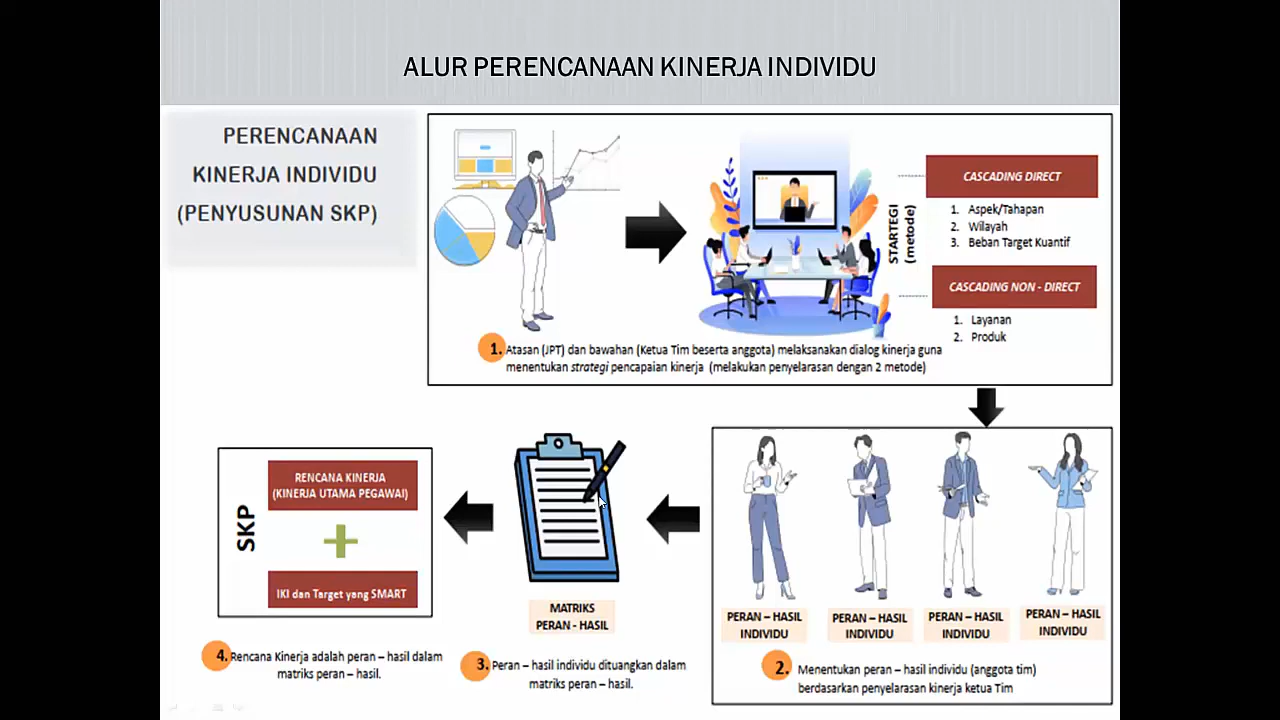 ALUR PERENCANAAN KINERJA INDIVIDU
PERENCANAAN
KINERJA INDIVIDU
(PENYUSUNAN SKP)
STARTEGI
(metode)
CASCADING DIRECT
1. Aspek/Tahapan
2. Wilayah
3. Beban Target Kuantif
CASCADING NON - DIRECT
1. Layanan
2. Produk
1. Atasan (JPT) dan bawahan (Ketua Tim beserta anggota) melaksanakan dialog kinerja guna
menentukan strategi pencapaian kinerja (melakukan penyelarasan dengan 2 metode)
PERAN – HASIL
INDIVIDU
PERAN – HASIL
INDIVIDU
PERAN – HASIL
INDIVIDU
PERAN – HASIL
INDIVIDU
2. Menentukan peran – hasil individu (anggota tim)
berdasarkan penyelarasan kinerja ketua Tim
MATRIKS
PERAN - HASIL
3. Peran – hasil individu dituangkan dalam
matriks peran – hasil.
SKP
RENCANA KINERJA
(KINERJA UTAMA PEGAWAI)
IKI dan Target yang SMART
4. Rencana Kinerja adalah peran – hasil dalam
matriks peran – hasil.